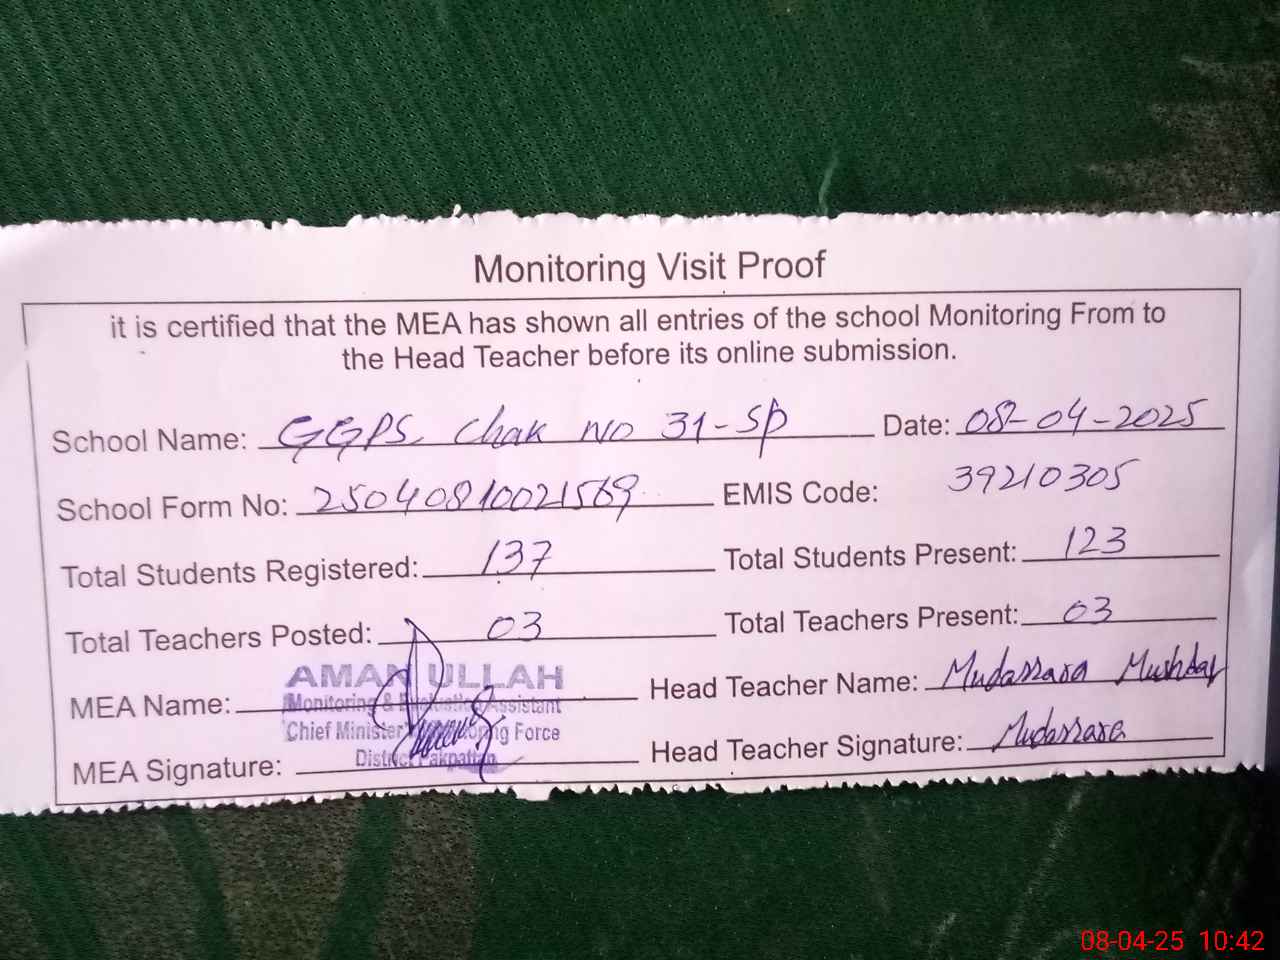 Monitoring Visit Proof
it is certified that the MEA has shown all entries of the school Monitoring From to
the Head Teacher before its online submission.
School Name: GGPS Chak no 31-SP Date: 08-04-2025
School Form No: 25040810021569 EMIS Code: 39210305
Total Students Registered: 137 Total Students Present: 123
Total Teachers Posted: 03 Total Teachers Present: 03
AMAN ULLAH
MEA Name: Monitoring & Evaluation Assistant Head Teacher Name: Mudassara Mushtaq
Chief Minister's Monitoring Force
MEA Signature: District Pakpattan Head Teacher Signature: Mudassara
08-04-25 10:42